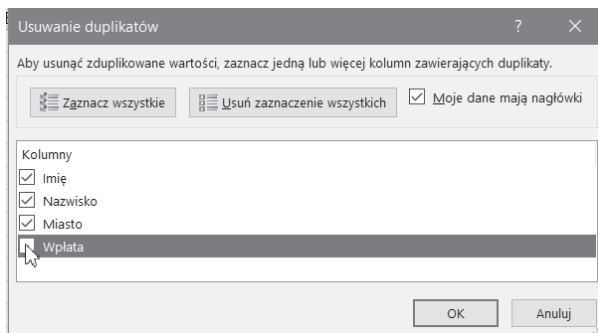 Usuwanie duplikatów
Aby usunąć zduplikowane wartości, zaznacz jedną lub więcej kolumn zawierających duplikaty.
Zaznacz wszystkie
Usuń zaznaczenie wszystkich
Moje dane mają nagłówki
Kolumny
Imię
Nazwisko
Miasto
Wpłata
OK
Anuluj